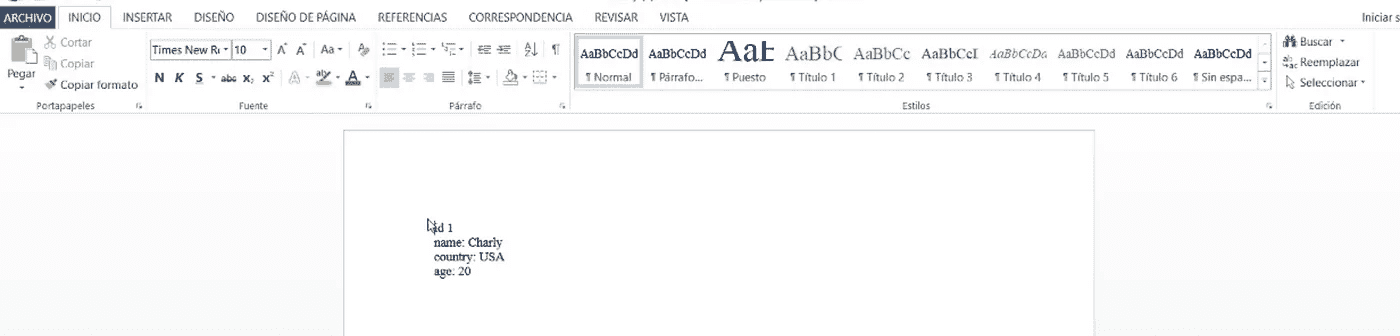 ARCHIVO INICIO INSERTAR DISEÑO DISEÑO DE PÁGINA REFERENCIAS CORRESPONDENCIA REVISAR VISTA Iniciar s
Pegar
Cortar
Copiar
Copiar formato
Portapapeles
Times New R 10 Aa
N K S abc x₂ x² A A
Fuente
Párrafo
AaBbCcDd AaBbCcDd AaB AaBbC AaBbCc AaBbCcI AaBbCcDa AaBbCcDd AaBbCcDd AaBbCcDd
¶ Normal ¶ Párrafo... ¶ Puesto ¶ Título 1 ¶ Título 2 ¶ Título 3 ¶ Título 4 ¶ Título 5 ¶ Título 6 ¶ Sin espa...
Estilos
Buscar
Reemplazar
Seleccionar
Edición
id 1
name: Charly
country: USA
age: 20